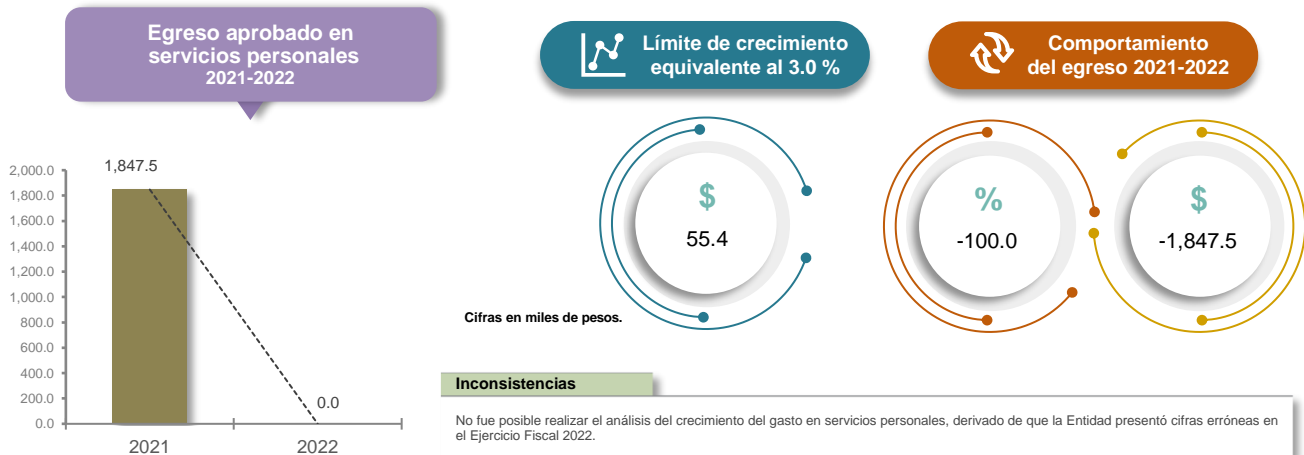 Egreso aprobado en
servicios personales
2021-2022
Límite de crecimiento
equivalente al 3.0 %
Comportamiento
del egreso 2021-2022
2,000.0
1,800.0
1,600.0
1,400.0
1,200.0
1,000.0
800.0
600.0
400.0
200.0
0.0
1,847.5
0.0
2021
2022
$
55.4
%
-100.0
$
-1,847.5
Cifras en miles de pesos.
Inconsistencias
No fue posible realizar el análisis del crecimiento del gasto en servicios personales, derivado de que la Entidad presentó cifras erróneas en
el Ejercicio Fiscal 2022.